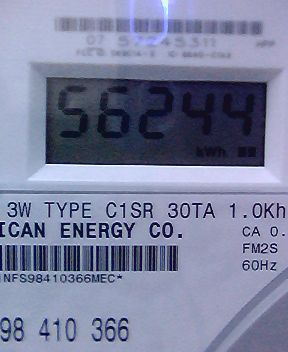 56244
kWh
3W TYPE C1SR 30TA 1.0Kh
ICAN ENERGY CO.
CA 0.
FM2S
60Hz
NFS98410366MEC*
98 410 366